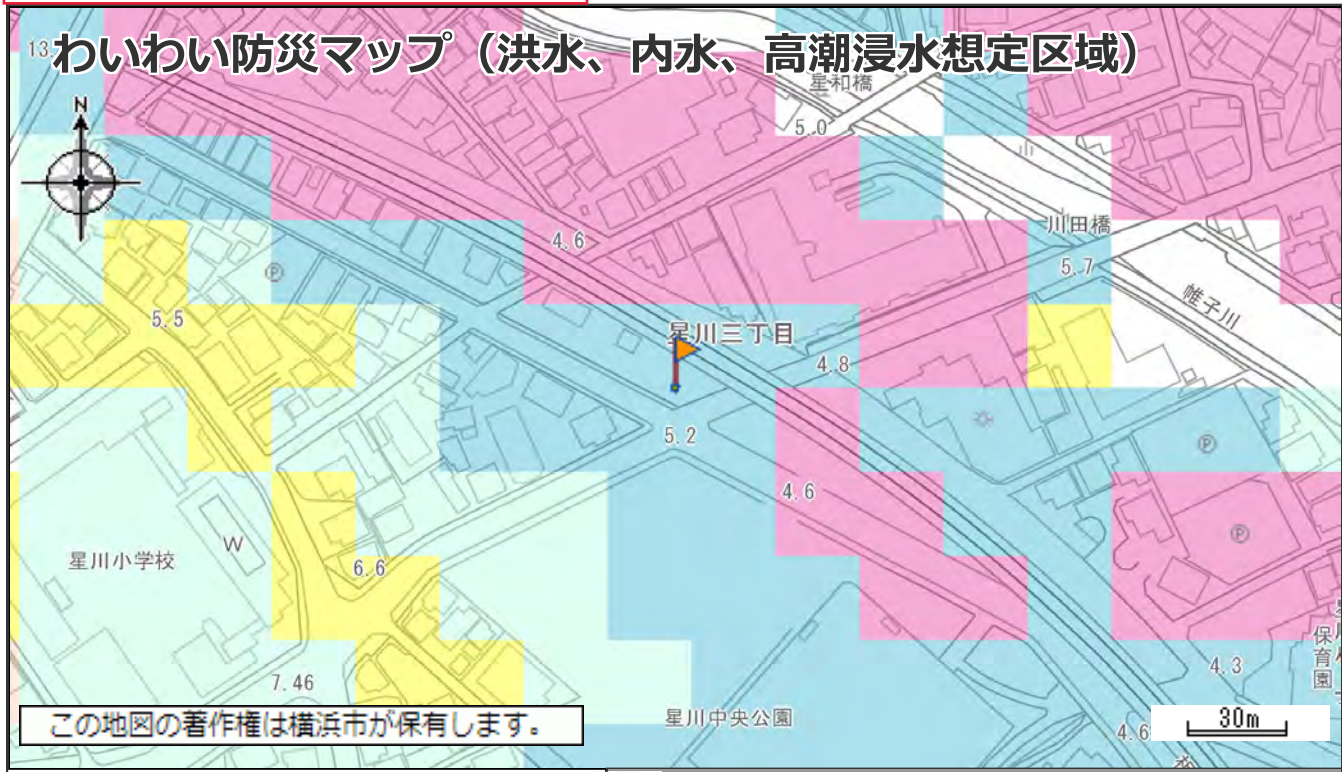 わいわい防災マップ（洪水、内水、高潮浸水想定区域）
13
N
星和橋
5.0
川田橋
4.6
5.7
帷子川
P
5.5
星川三丁目
4.8
5.2
P
4.6
P
W
星川小学校
6.6
保育園
4.3
7.46
この地図の著作権は横浜市が保有します。
星川中央公園
4.6
30m